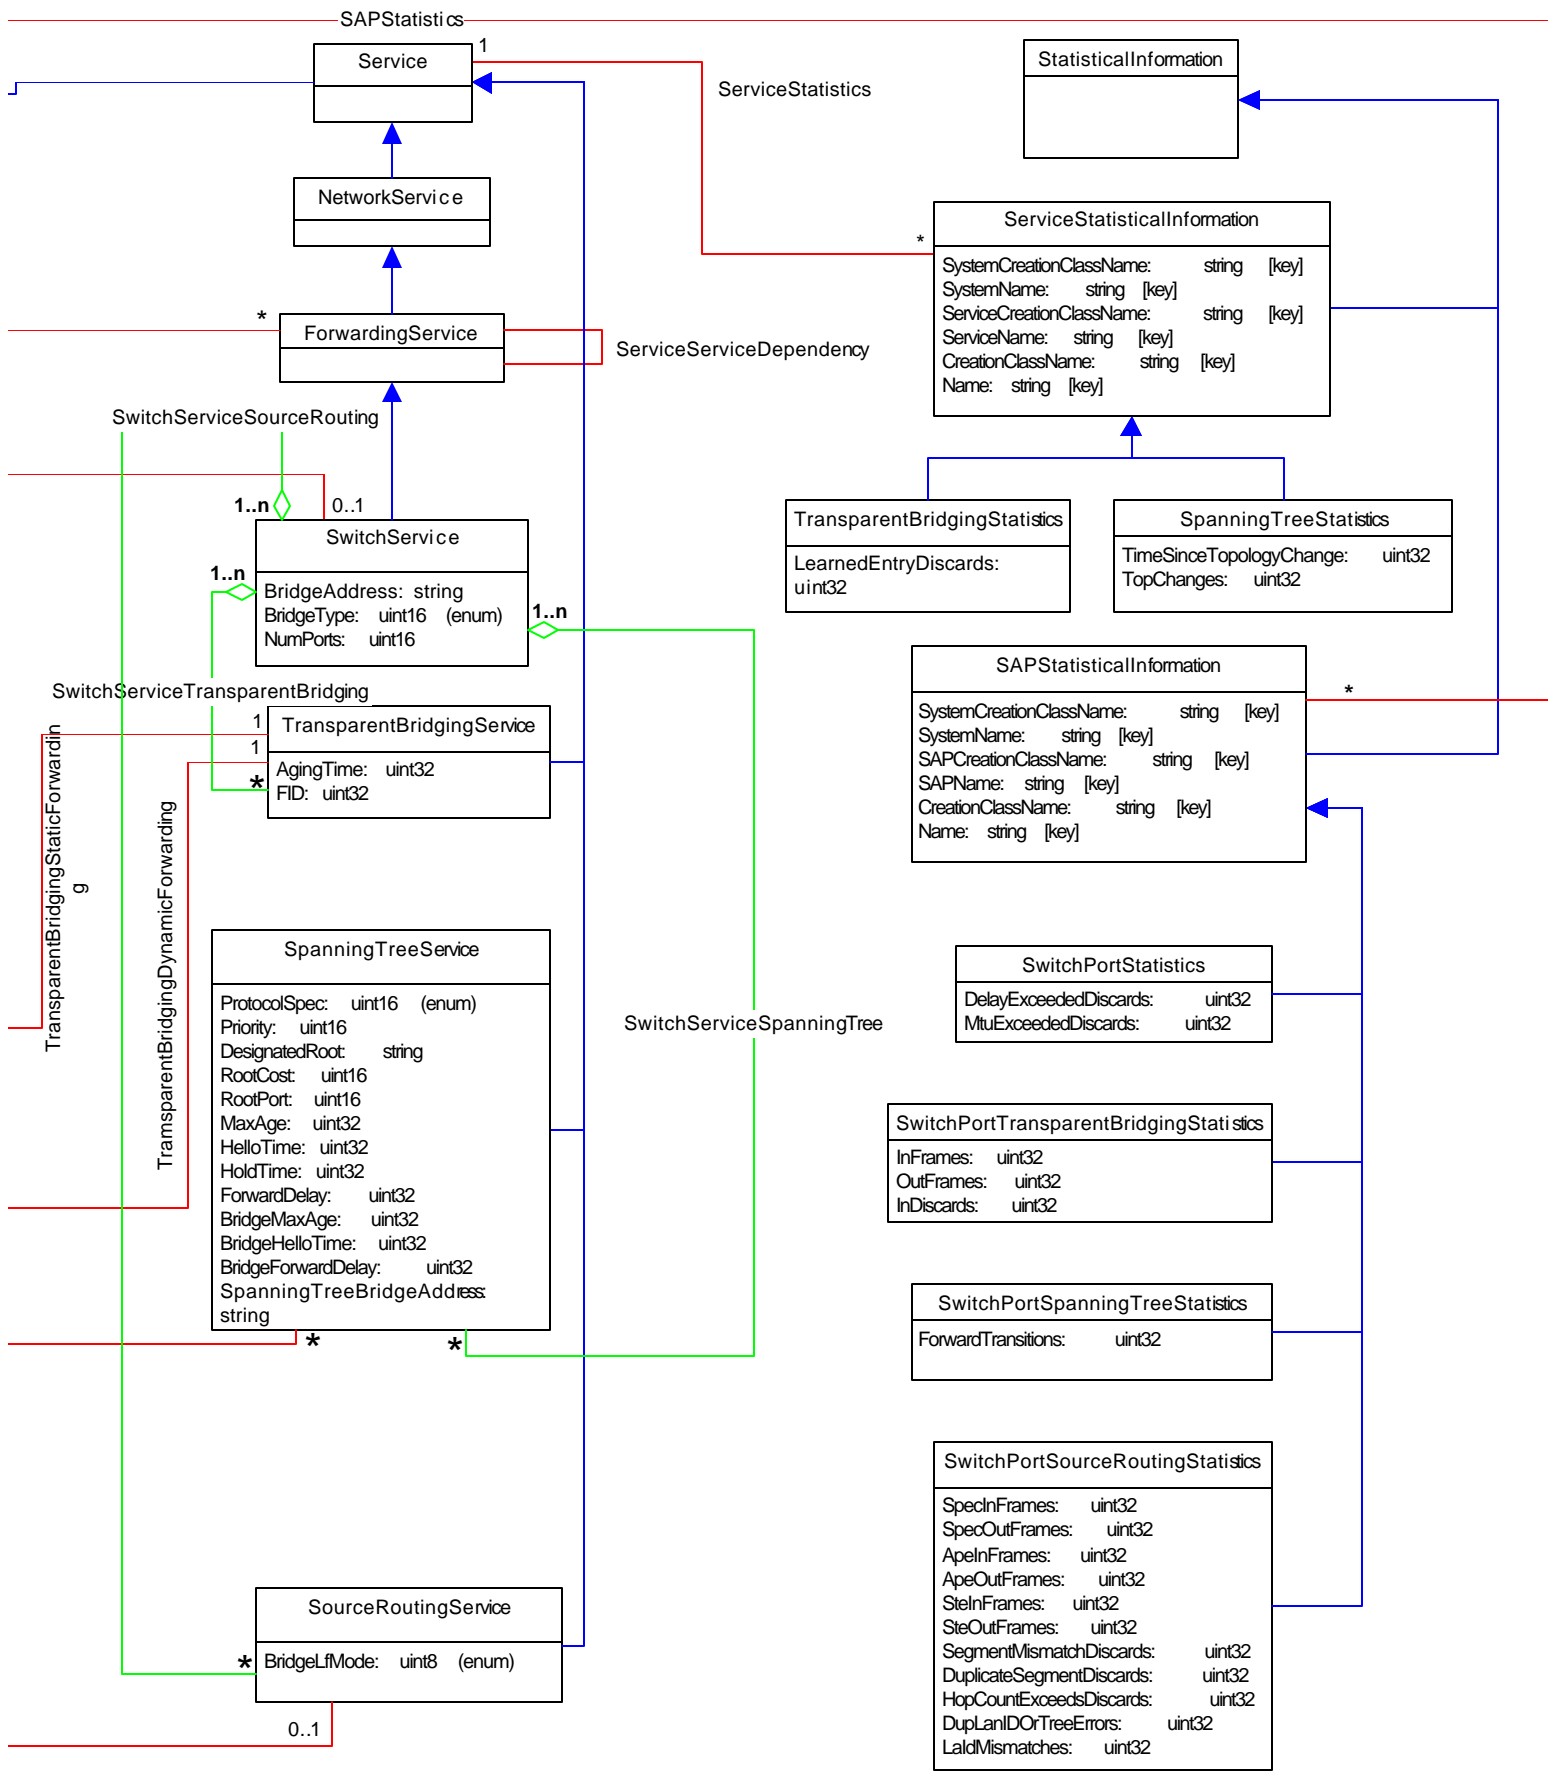 SAPStatistics
Service
1
ServiceStatistics
StatisticalInformation
NetworkService
*
ServiceStatisticalInformation
SystemCreationClassName: string [key]
SystemName: string [key]
ServiceCreationClassName: string [key]
ServiceName: string [key]
CreationClassName: string [key]
Name: string [key]
*
ForwardingService
ServiceServiceDependency
SwitchServiceSourceRouting
1..n
0..1
SwitchService
BridgeAddress: string
BridgeType: uint16 (enum)
NumPorts: uint16
1..n
1..n
TransparentBridgingStatistics
LearnedEntryDiscards:
uint32
SpanningTreeStatistics
TimeSinceTopologyChange: uint32
TopChanges: uint32
SAPStatisticalInformation
SystemCreationClassName: string [key]
SystemName: string [key]
SAPCreationClassName: string [key]
SAPName: string [key]
CreationClassName: string [key]
Name: string [key]
*
SwitchServiceTransparentBridging
1
1
TransparentBridgingService
AgingTime: uint32
FID: uint32
*
TransparentBridgingStaticForwardin
g
TramsparentBridgingDynamicForwarding
SpanningTreeService
ProtocolSpec: uint16 (enum)
Priority: uint16
DesignatedRoot: string
RootCost: uint16
RootPort: uint16
MaxAge: uint32
HelloTime: uint32
HoldTime: uint32
ForwardDelay: uint32
BridgeMaxAge: uint32
BridgeHelloTime: uint32
BridgeForwardDelay: uint32
SpanningTreeBridgeAddress:
string
*
*
SwitchServiceSpanningTree
SwitchPortStatistics
DelayExceededDiscards: uint32
MtuExceededDiscards: uint32
SwitchPortTransparentBridgingStatistics
InFrames: uint32
OutFrames: uint32
InDiscards: uint32
SwitchPortSpanningTreeStatistics
ForwardTransitions: uint32
SwitchPortSourceRoutingStatistics
SpecInFrames: uint32
SpecOutFrames: uint32
ApeInFrames: uint32
ApeOutFrames: uint32
SteInFrames: uint32
SteOutFrames: uint32
SegmentMismatchDiscards: uint32
DuplicateSegmentDiscards: uint32
HopCountExceedsDiscards: uint32
DupLanIDOrTreeErrors: uint32
LaIdMismatches: uint32
SourceRoutingService
BridgeLfMode: uint8 (enum)
*
0..1